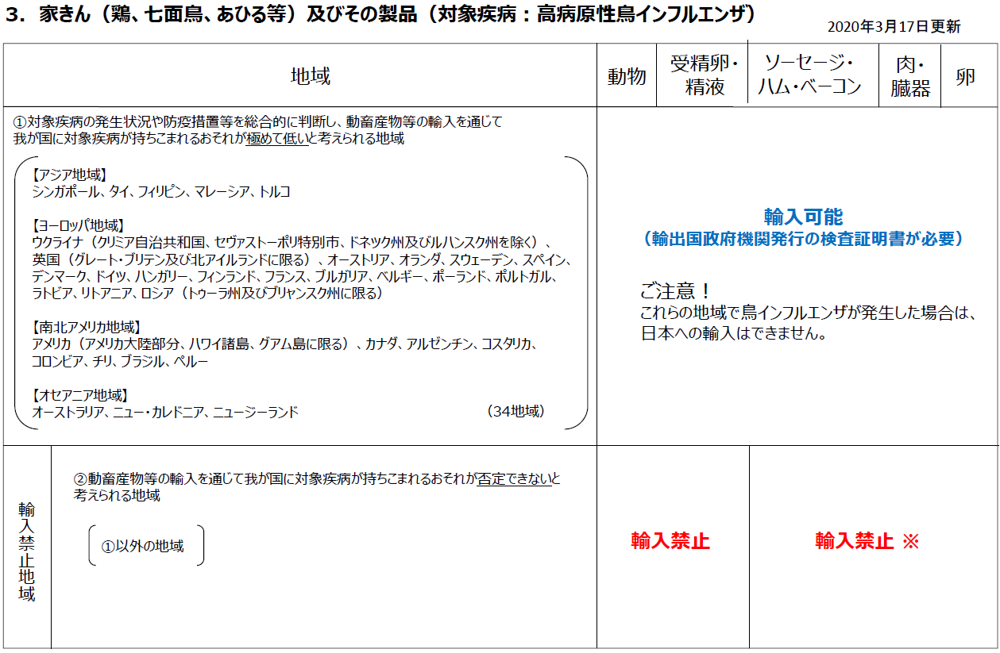 3．家きん（鶏、七面鳥、あひる等）及びその製品（対象疾病：高病原性鳥インフルエンザ）
2020年3月17日更新
地域
動物
受精卵・
精液
ソーセージ・
ハム・ベーコン
肉・
臓器
卵
①対象疾病の発生状況や防疫措置等を総合的に判断し、動畜産物等の輸入を通じて
我が国に対象疾病が持ちこまれるおそれが極めて低いと考えられる地域
【アジア地域】
シンガポール、タイ、フィリピン、マレーシア、トルコ
【ヨーロッパ地域】
ウクライナ（クリミア自治共和国、セヴァストーポリ特別市、ドネツク州及びルハンスク州を除く）、
英国（グレート・ブリテン及び北アイルランドに限る）、オーストリア、オランダ、スウェーデン、スペイン、
デンマーク、ドイツ、ハンガリー、フィンランド、フランス、ブルガリア、ベルギー、ポーランド、ポルトガル、
ラトビア、リトアニア、ロシア（トゥーラ州及びブリャンスク州に限る）
【南北アメリカ地域】
アメリカ（アメリカ大陸部分、ハワイ諸島、グアム島に限る）、カナダ、アルゼンチン、コスタリカ、
コロンビア、チリ、ブラジル、ペルー
【オセアニア地域】
オーストラリア、ニュー・カレドニア、ニュージーランド
（34地域）
輸入可能
（輸出国政府機関発行の検査証明書が必要）
ご注意！
これらの地域で鳥インフルエンザが発生した場合は、
日本への輸入はできません。
輸入禁止地域
②動畜産物等の輸入を通じて我が国に対象疾病が持ちこまれるおそれが否定できないと
考えられる地域
①以外の地域
輸入禁止
輸入禁止 ※